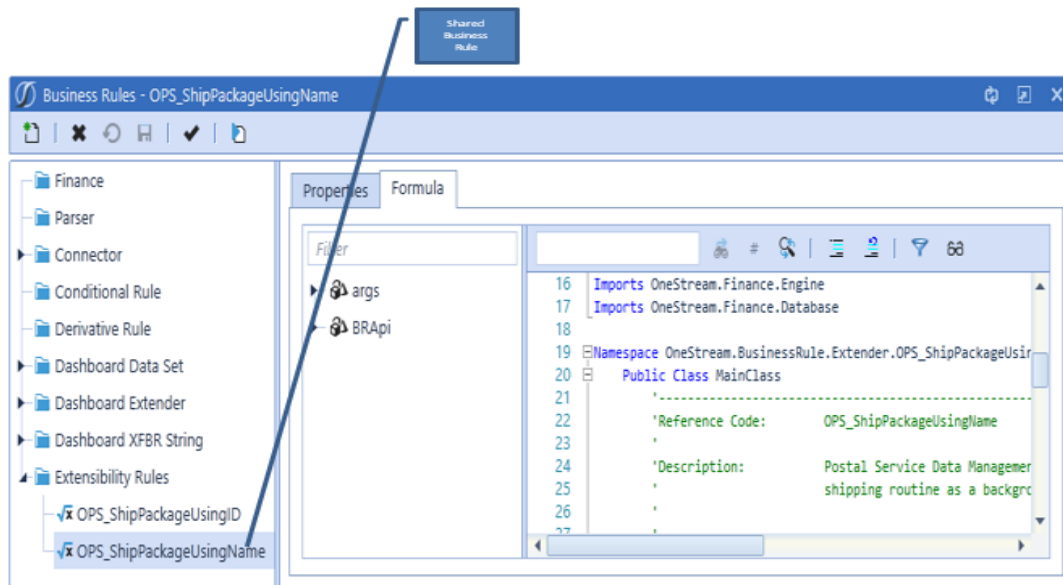 Shared
Business
Rule
Business Rules - OPS_ShipPackageUsingName
Finance
Parser
Connector
Conditional Rule
Derivative Rule
Dashboard Data Set
Dashboard Extender
Dashboard XFBR String
Extensibility Rules
OPS_ShipPackageUsingID
OPS_ShipPackageUsingName
Properties Formula
Filter
args
BRApi
#
16 Imports OneStream.Finance.Engine
17 Imports OneStream.Finance.Database
18
19 Namespace OneStream.BusinessRule.Extender.OPS_ShipPackageUsin
20 Public Class MainClass
21 '------------------------------------------------------
22 'Reference Code: OPS_ShipPackageUsingName
23 '
24 'Description: Postal Service Data Managemen
25 ' shipping routine as a backgro
26 '
27 '